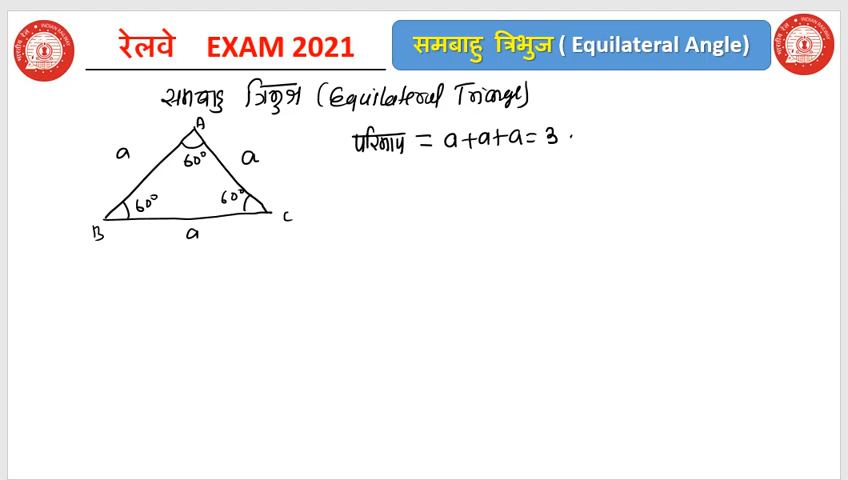 रेलवे EXAM 2021
समबाहु त्रिभुज ( Equilateral Angle)
समबाहु त्रिभुज (Equilateral Triangle)
A
परिमाप = a+a+a= 3
a 60° a
60° 60°
B a C